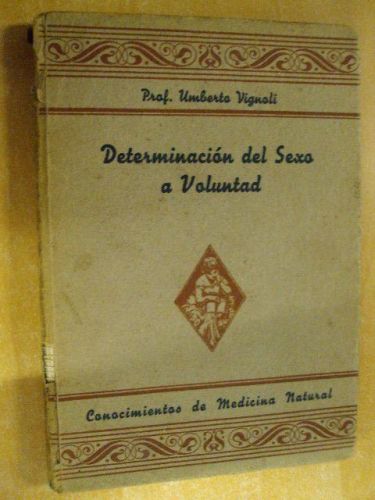 Prof. Umberto Vignoli
Determinación del Sexo
a Voluntad
Conocimientos de Medicina Natural